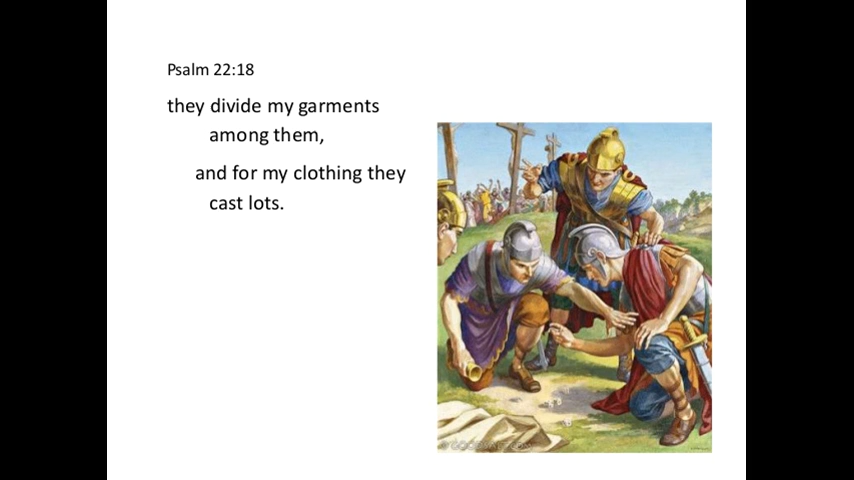 Psalm 22:18
they divide my garments
among them,
and for my clothing they
cast lots.